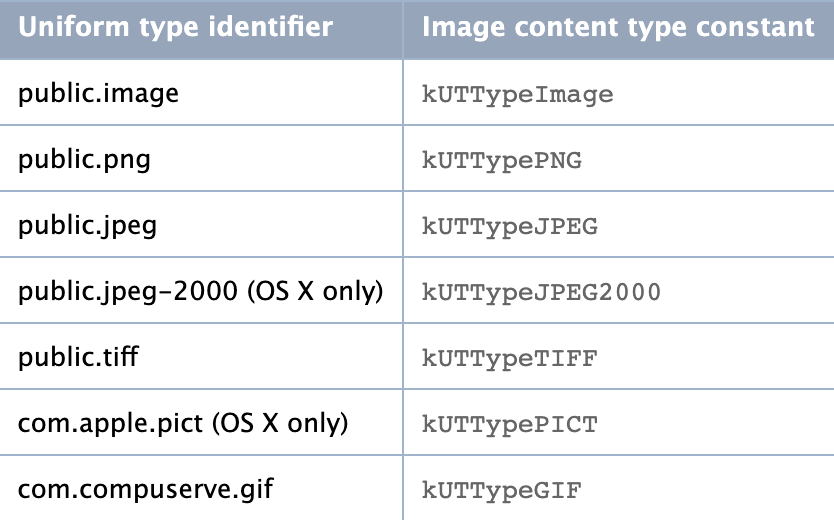 Uniform type identifier Image content type constant
public.image kUTTypeImage
public.png kUTTypePNG
public.jpeg kUTTypeJPEG
public.jpeg-2000 (OS X only) kUTTypeJPEG2000
public.tiff kUTTypeTIFF
com.apple.pict (OS X only) kUTTypePICT
com.compuserve.gif kUTTypeGIF